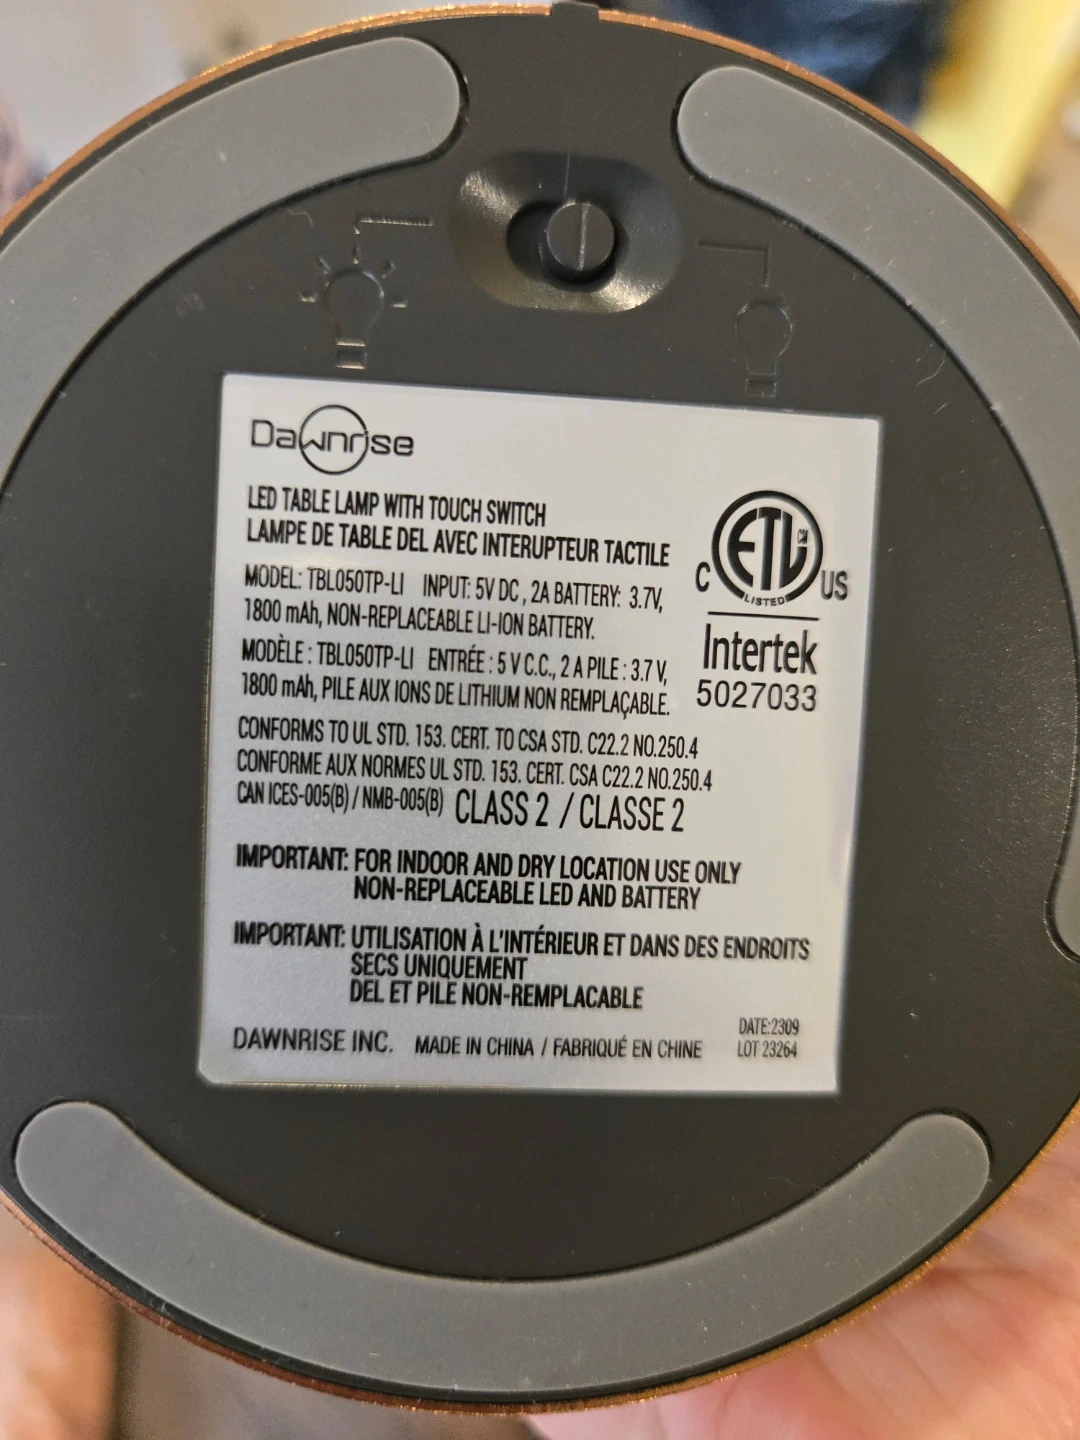 Dawnrise
LED TABLE LAMP WITH TOUCH SWITCH
LAMPE DE TABLE DEL AVEC INTERUPTEUR TACTILE
MODEL: TBL050TP-LI INPUT: 5V DC, 2A BATTERY: 3.7V,
1800 mAh, NON-REPLACEABLE LI-ION BATTERY.
MODÈLE : TBL050TP-LI ENTRÉE : 5 V C.C., 2 A PILE : 3.7 V,
1800 mAh, PILE AUX IONS DE LITHIUM NON REMPLAÇABLE.
CONFORMS TO UL STD. 153. CERT. TO CSA STD. C22.2 NO.250.4
CONFORME AUX NORMES UL STD. 153. CERT. CSA C22.2 NO.250.4
CAN ICES-005(B) / NMB-005(B) CLASS 2 / CLASSE 2
ETL CM
LISTED
C US
Intertek
5027033
IMPORTANT: FOR INDOOR AND DRY LOCATION USE ONLY
NON-REPLACEABLE LED AND BATTERY
IMPORTANT: UTILISATION À L'INTÉRIEUR ET DANS DES ENDROITS
SECS UNIQUEMENT
DEL ET PILE NON-REMPLACABLE
DAWNRISE INC. MADE IN CHINA / FABRIQUÉ EN CHINE
DATE:2309
LOT 23264